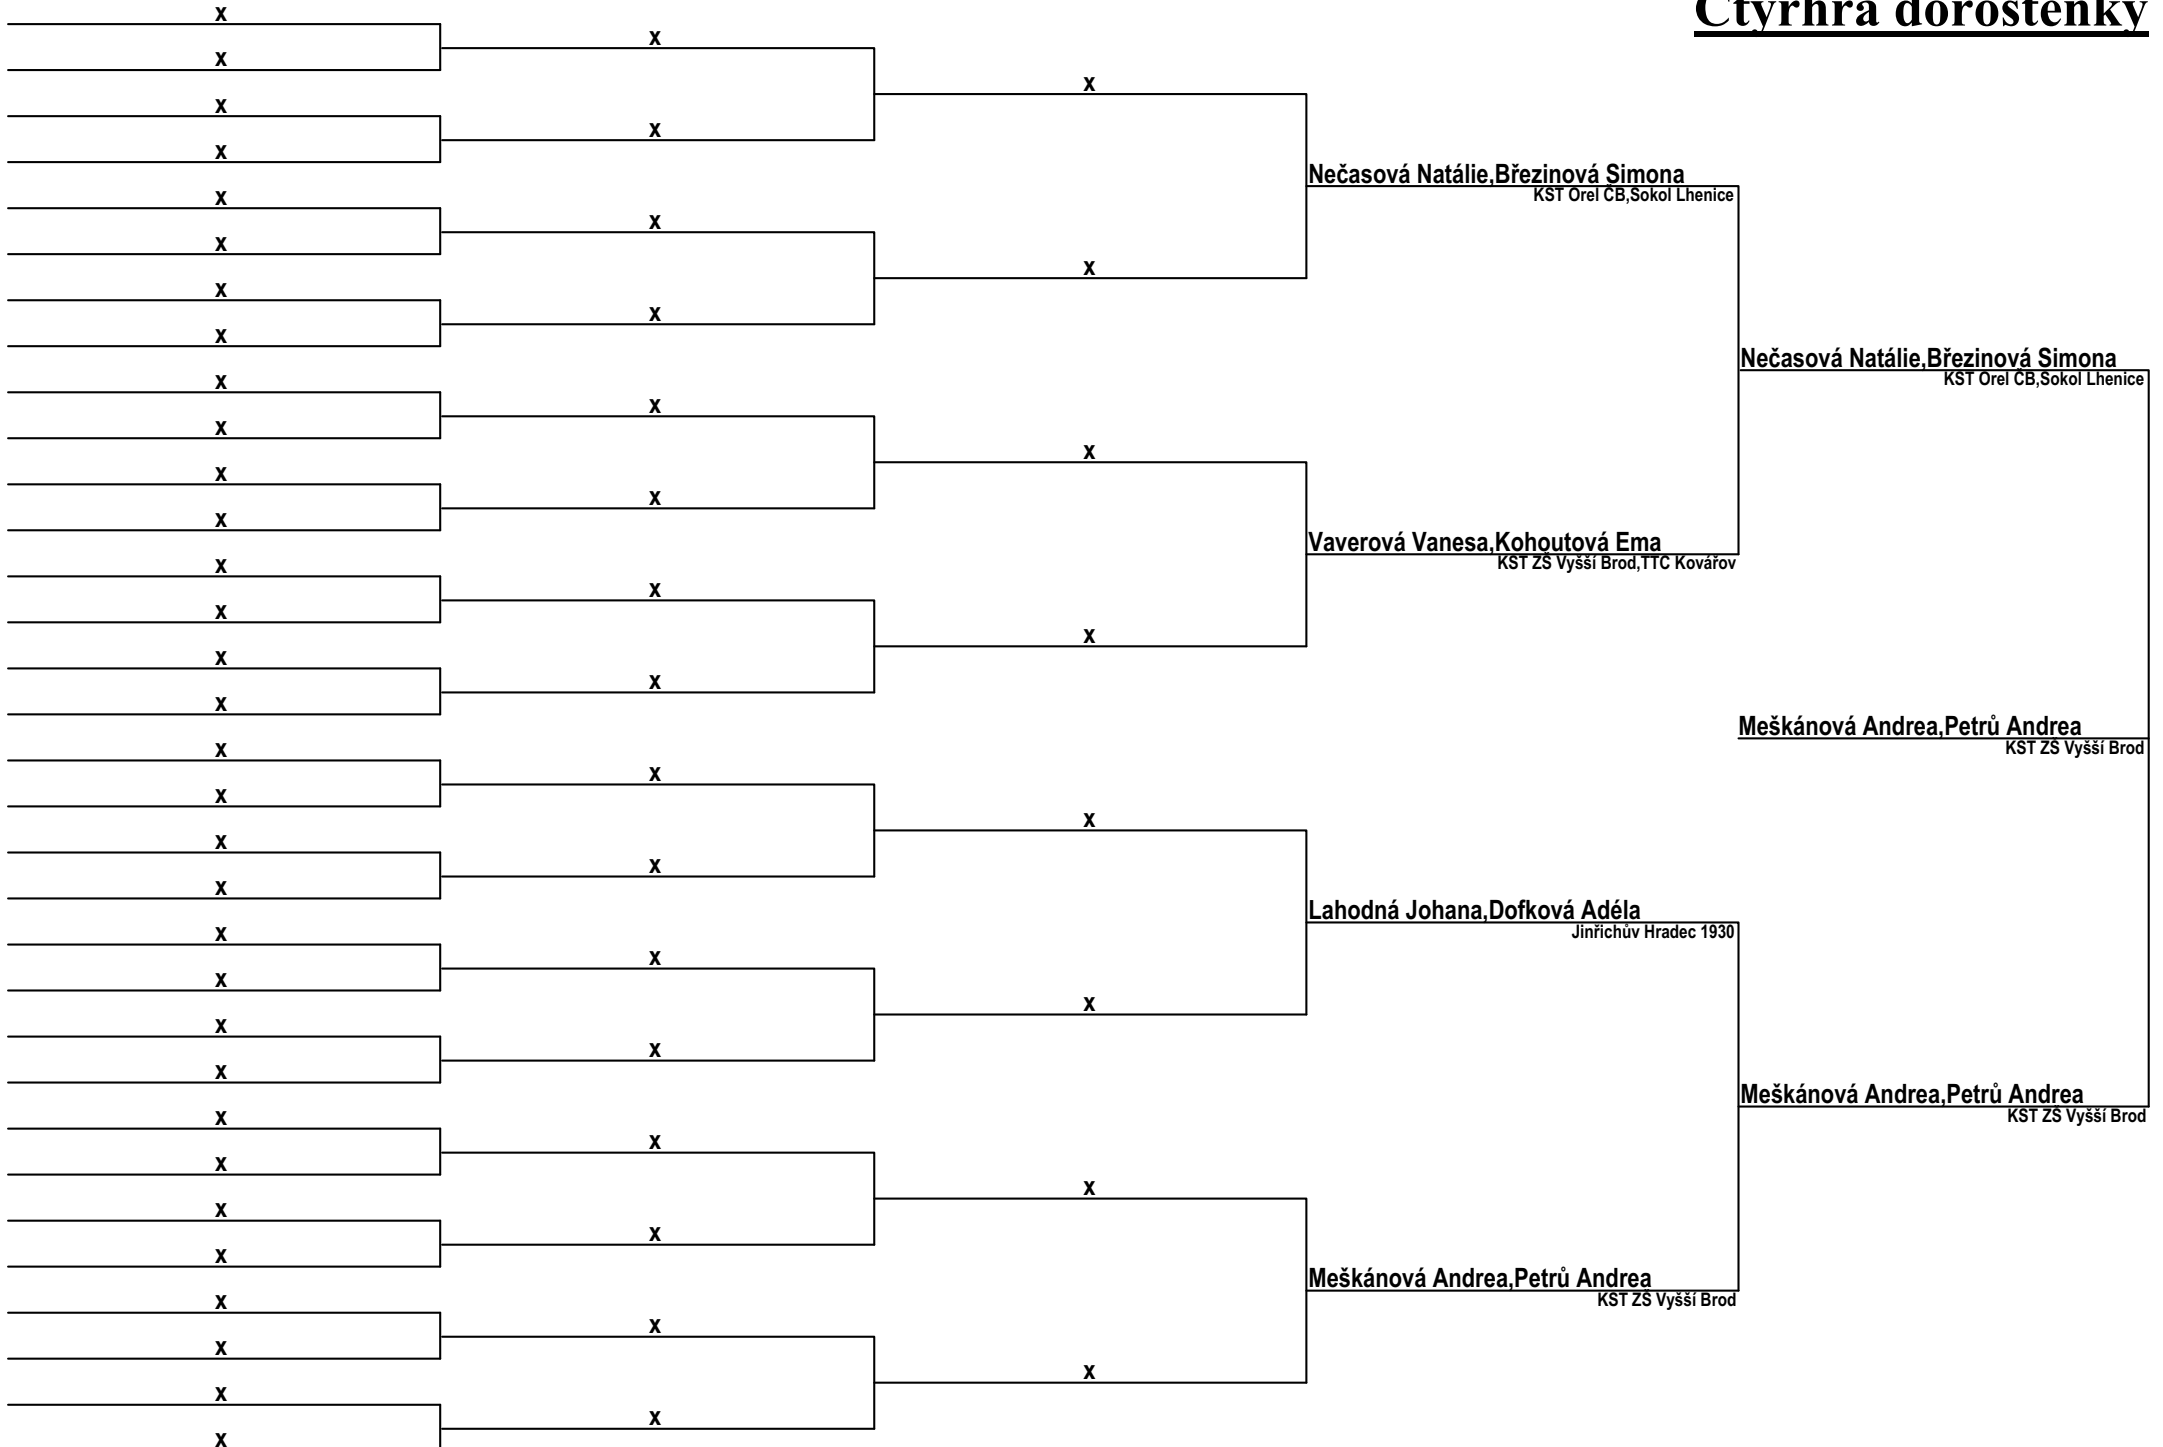 Čtyřhra dorostenky
x
x
x
x
x
x
x
Nečasová Natálie,Březinová Simona
KST Orel ČB,Sokol Lhenice
x
x
x
x
x
x
x
Nečasová Natálie,Březinová Simona
KST Orel ČB,Sokol Lhenice
x
x
x
x
x
x
x
Vaverová Vanesa,Kohoutová Ema
KST ZŠ Vyšší Brod,TTC Kovářov
x
x
x
x
x
x
x
Meškánová Andrea,Petrů Andrea
KST ZŠ Vyšší Brod
x
x
x
x
x
x
x
Lahodná Johana,Dofková Adéla
Jinřichův Hradec 1930
x
x
x
x
x
x
x
Meškánová Andrea,Petrů Andrea
KST ZŠ Vyšší Brod
x
x
x
x
x
x
x
Meškánová Andrea,Petrů Andrea
KST ZŠ Vyšší Brod
x
x
x
x
x
x
x